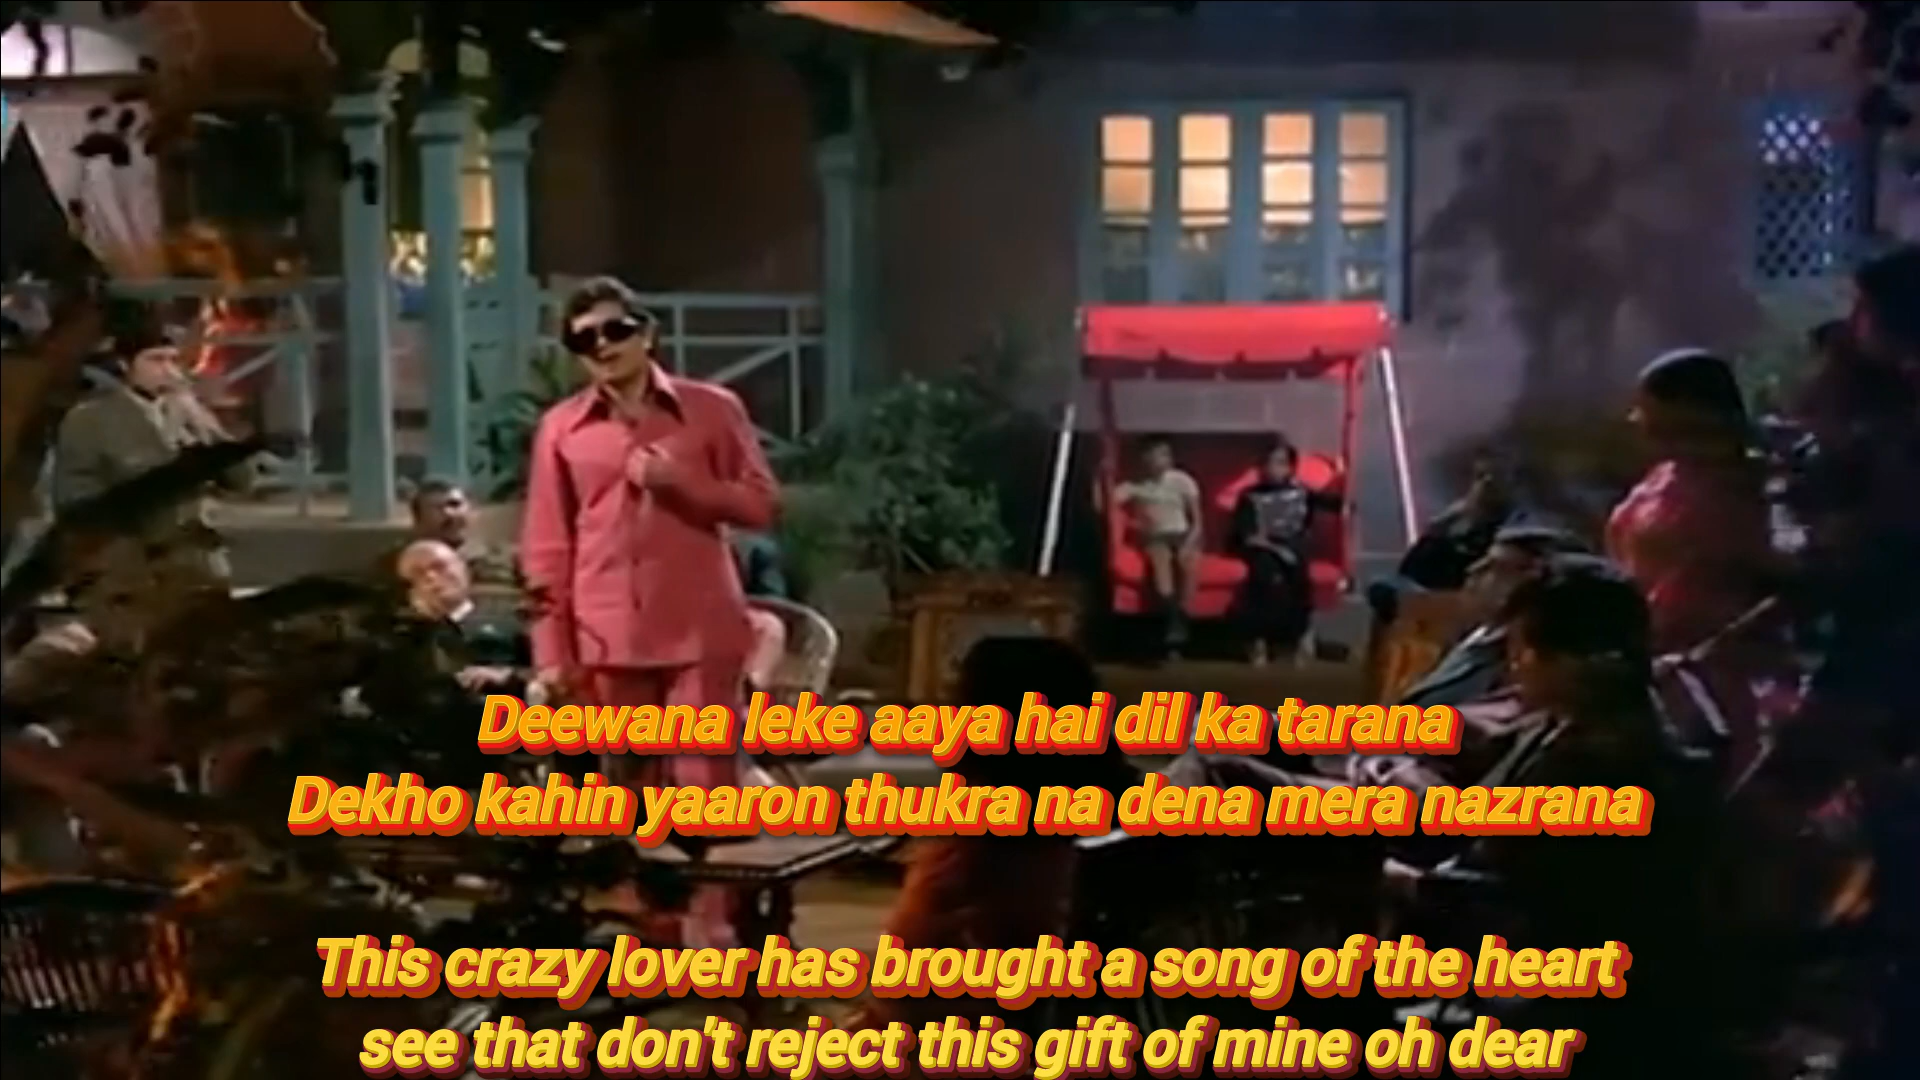 Deewana leke aaya hai dil ka tarana
Dekho kahin yaaron thukra na dena mera nazrana
This crazy lover has brought a song of the heart
see that don't reject this gift of mine oh dear